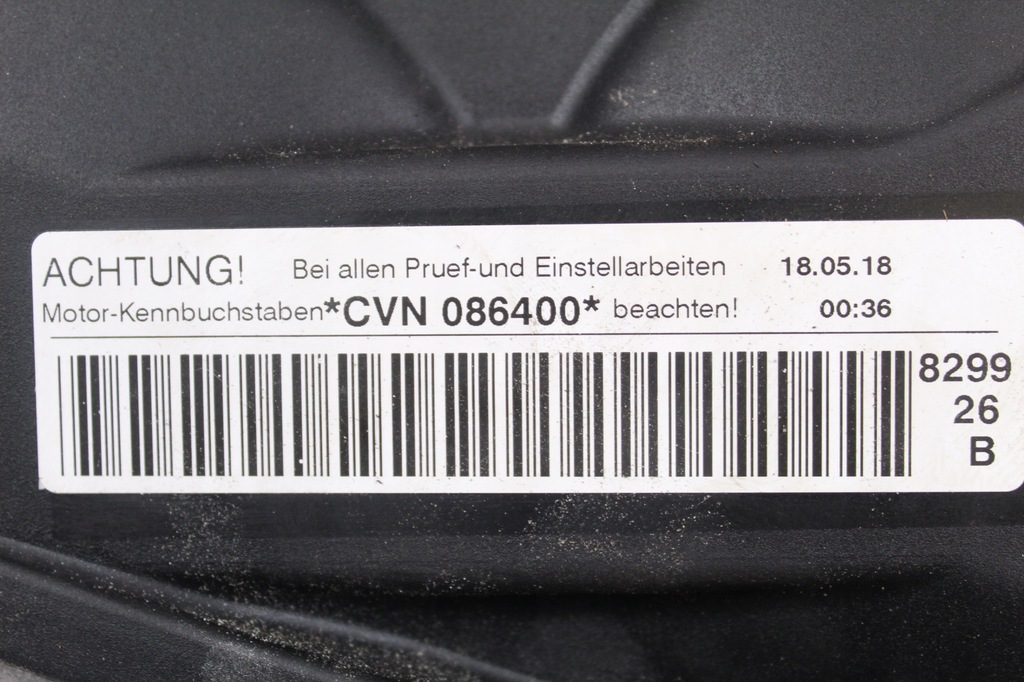 ACHTUNG! Bei allen Pruef-und Einstellarbeiten 18.05.18
Motor-Kennbuchstaben*CVN 086400* beachten! 00:36
8299
26
B